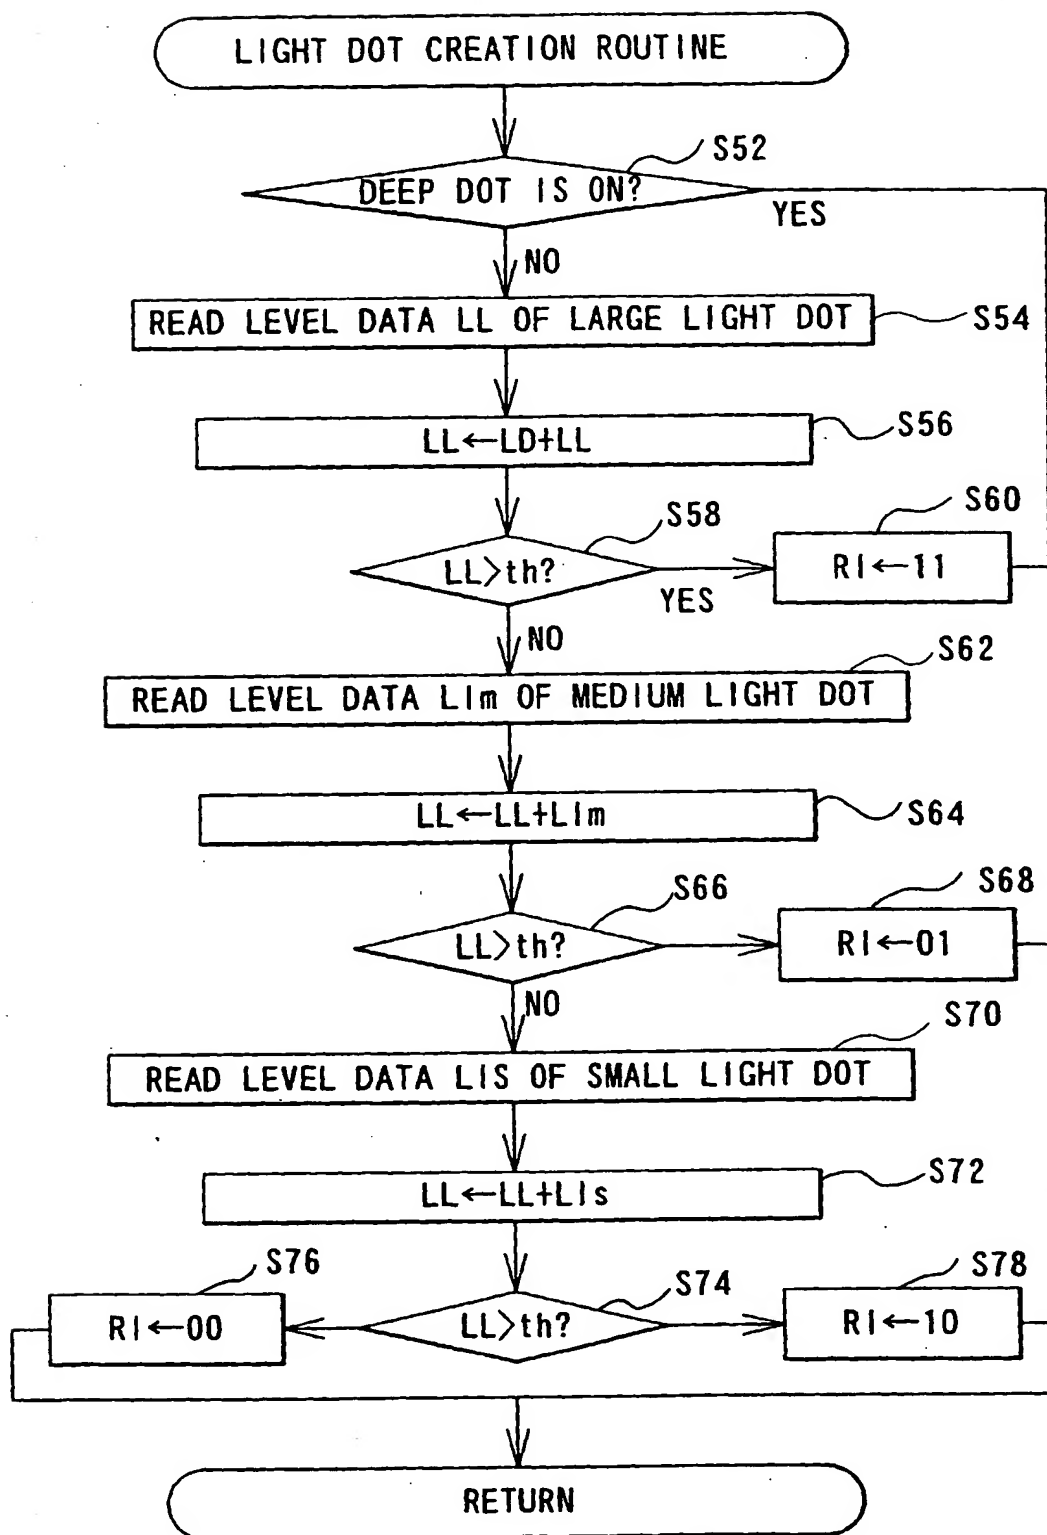 LIGHT DOT CREATION ROUTINE
S52
DEEP DOT IS ON?
YES
NO
READ LEVEL DATA LL OF LARGE LIGHT DOT
S54
LL←LD+LL
S56
S58
S60
LL>th?
YES
RI←11
NO
S62
READ LEVEL DATA LIm OF MEDIUM LIGHT DOT
LL←LL+LIm
S64
S66
S68
LL>th?
RI←01
NO
S70
READ LEVEL DATA LIS OF SMALL LIGHT DOT
LL←LL+LIs
S72
S76
S74
S78
RI←00
LL>th?
RI←10
RETURN